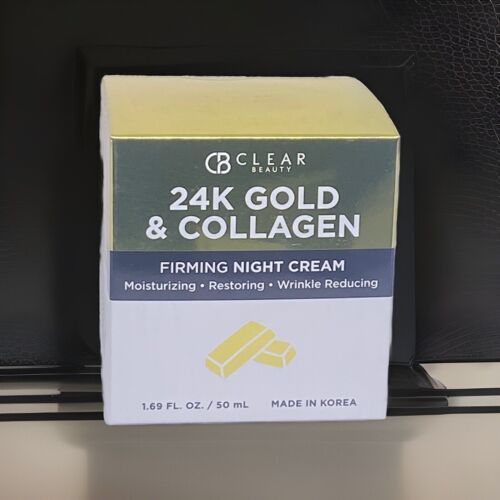 CB CLEAR
BEAUTY
24K GOLD
& COLLAGEN
FIRMING NIGHT CREAM
Moisturizing • Restoring • Wrinkle Reducing
1.69 FL. OZ. / 50 mL MADE IN KOREA